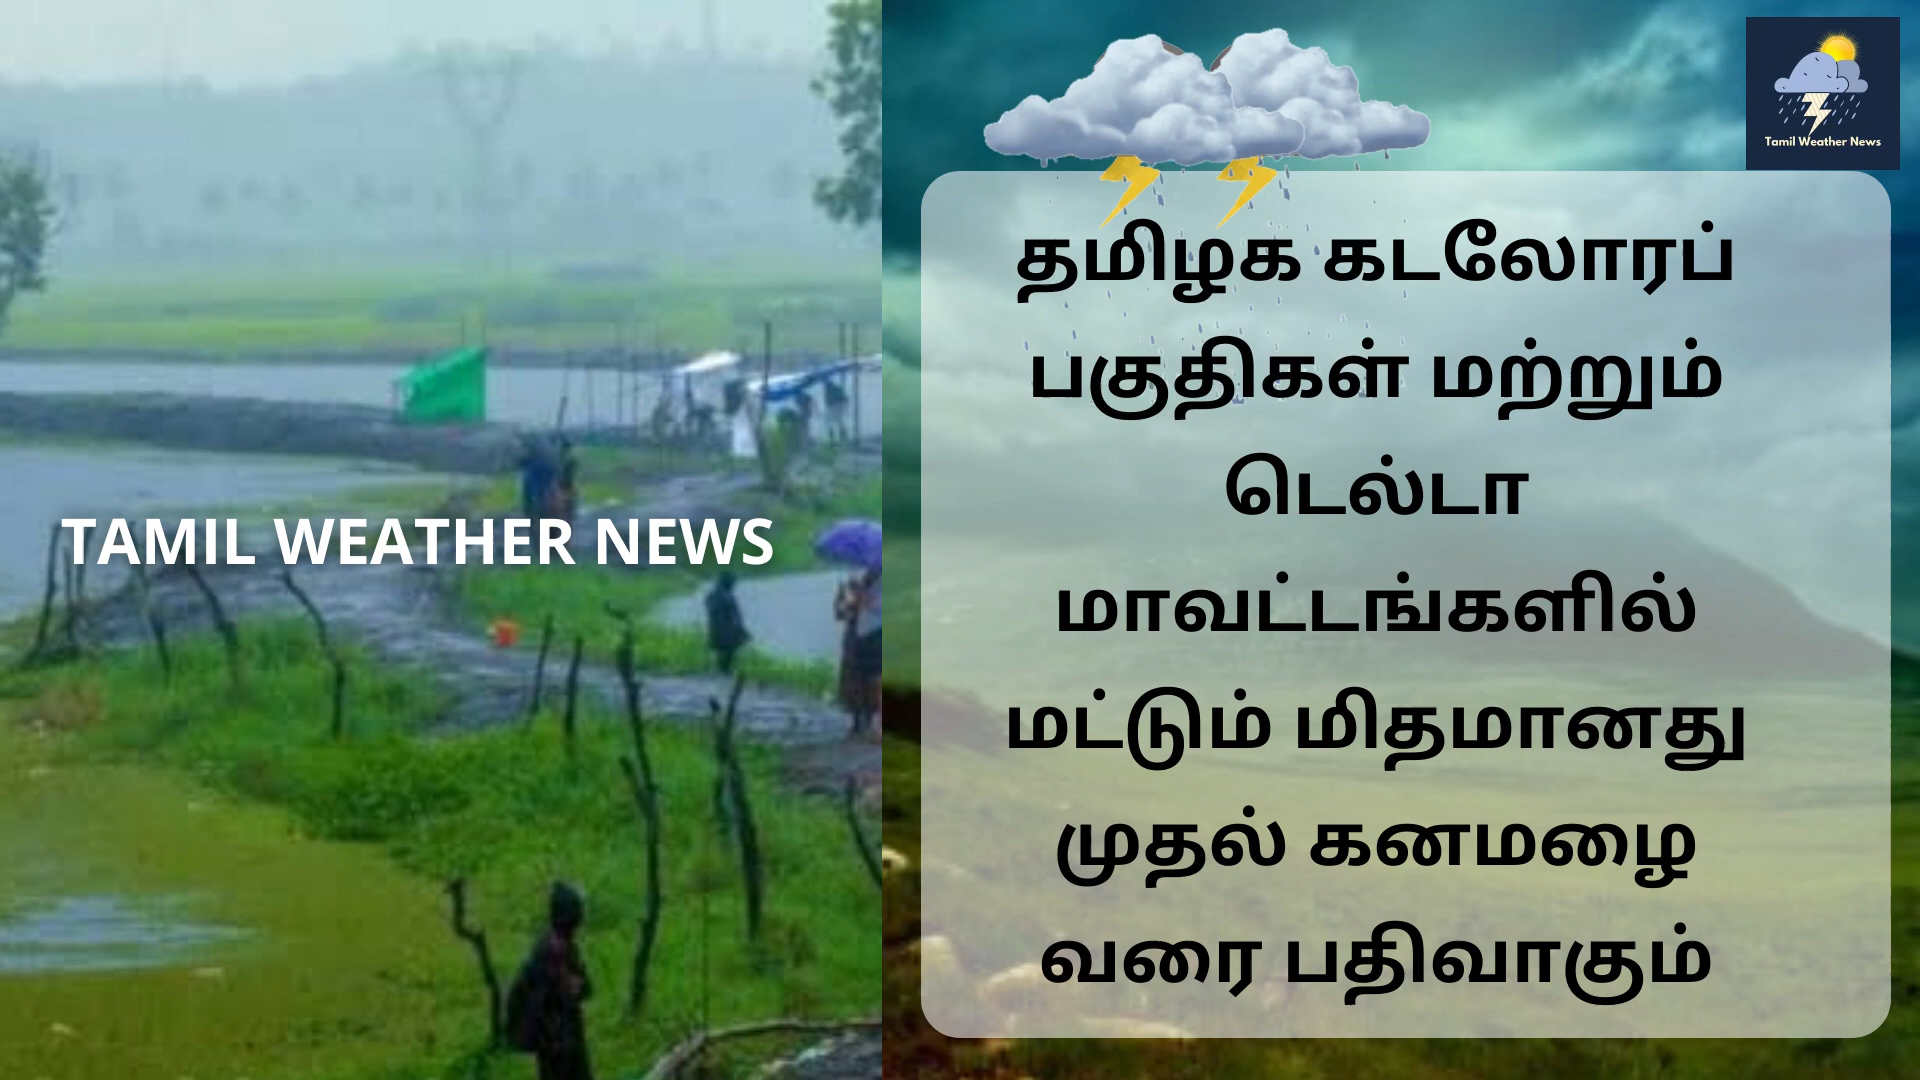 TAMIL WEATHER NEWS
Tamil Weather News
தமிழக கடலோரப்
பகுதிகள் மற்றும்
டெல்டா
மாவட்டங்களில்
மட்டும் மிதமானது
முதல் கனமழை
வரை பதிவாகும்